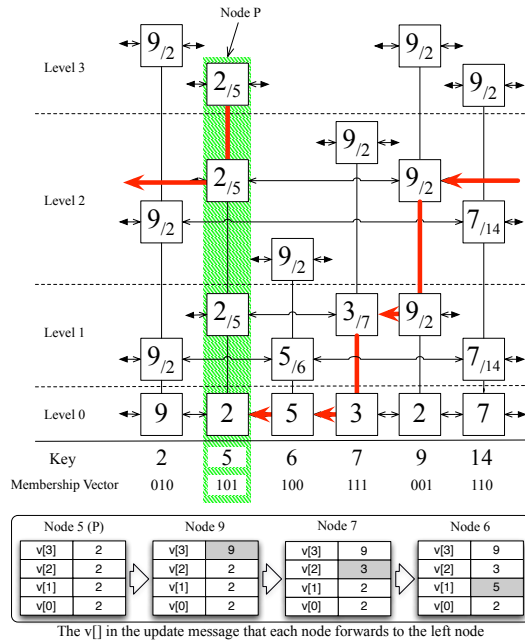 Node P
Level 3
9/2
9/2
2/5
9/2
Level 2
9/2
2/5
9/2
9/2
7/14
9/2
Level 1
2/5
3/7
9/2
9/2
5/6
7/14
Level 0
9 2 5 3 2 7
Key 2 5 6 7 9 14
Membership Vector 010 101 100 111 001 110
Node 5 (P) Node 9 Node 7 Node 6
v[3] 2 v[3] 9 v[3] 9 v[3] 9
v[2] 2 v[2] 2 v[2] 3 v[2] 3
v[1] 2 v[1] 2 v[1] 2 v[1] 5
v[0] 2 v[0] 2 v[0] 2 v[0] 2
The v[] in the update message that each node forwards to the left node